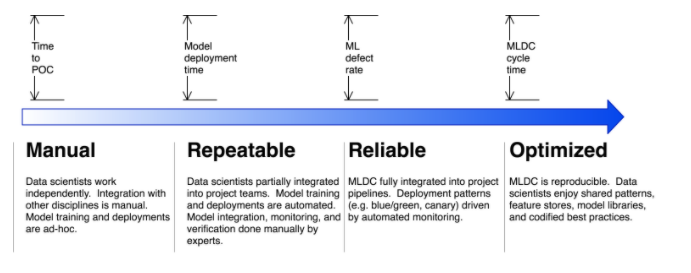 Time
to
POC
Model
deployment
time
ML
defect
rate
MLDC
cycle
time
Manual
Data scientists work
independently. Integration with
other disciplines is manual.
Model training and deployments
are ad-hoc.
Repeatable
Data scientists partially integrated
into project teams. Model training
and deployments are automated.
Model integration, monitoring, and
verification done manually by
experts.
Reliable
MLDC fully integrated into project
pipelines. Deployment patterns
(e.g. blue/green, canary) driven
by automated monitoring.
Optimized
MLDC is reproducible. Data
scientists enjoy shared patterns,
feature stores, model libraries,
and codified best practices.